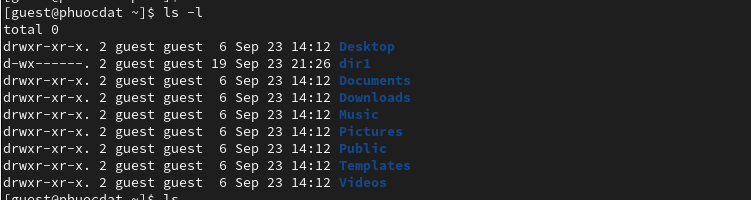 [guest@phuocdat ~]$ ls -l
total 0
drwxr-xr-x. 2 guest guest  6 Sep 23 14:12 Desktop
d-wx------. 2 guest guest 19 Sep 23 21:26 dir1
drwxr-xr-x. 2 guest guest  6 Sep 23 14:12 Documents
drwxr-xr-x. 2 guest guest  6 Sep 23 14:12 Downloads
drwxr-xr-x. 2 guest guest  6 Sep 23 14:12 Music
drwxr-xr-x. 2 guest guest  6 Sep 23 14:12 Pictures
drwxr-xr-x. 2 guest guest  6 Sep 23 14:12 Public
drwxr-xr-x. 2 guest guest  6 Sep 23 14:12 Templates
drwxr-xr-x. 2 guest guest  6 Sep 23 14:12 Videos
[guest@phuocdat ~]$ ls